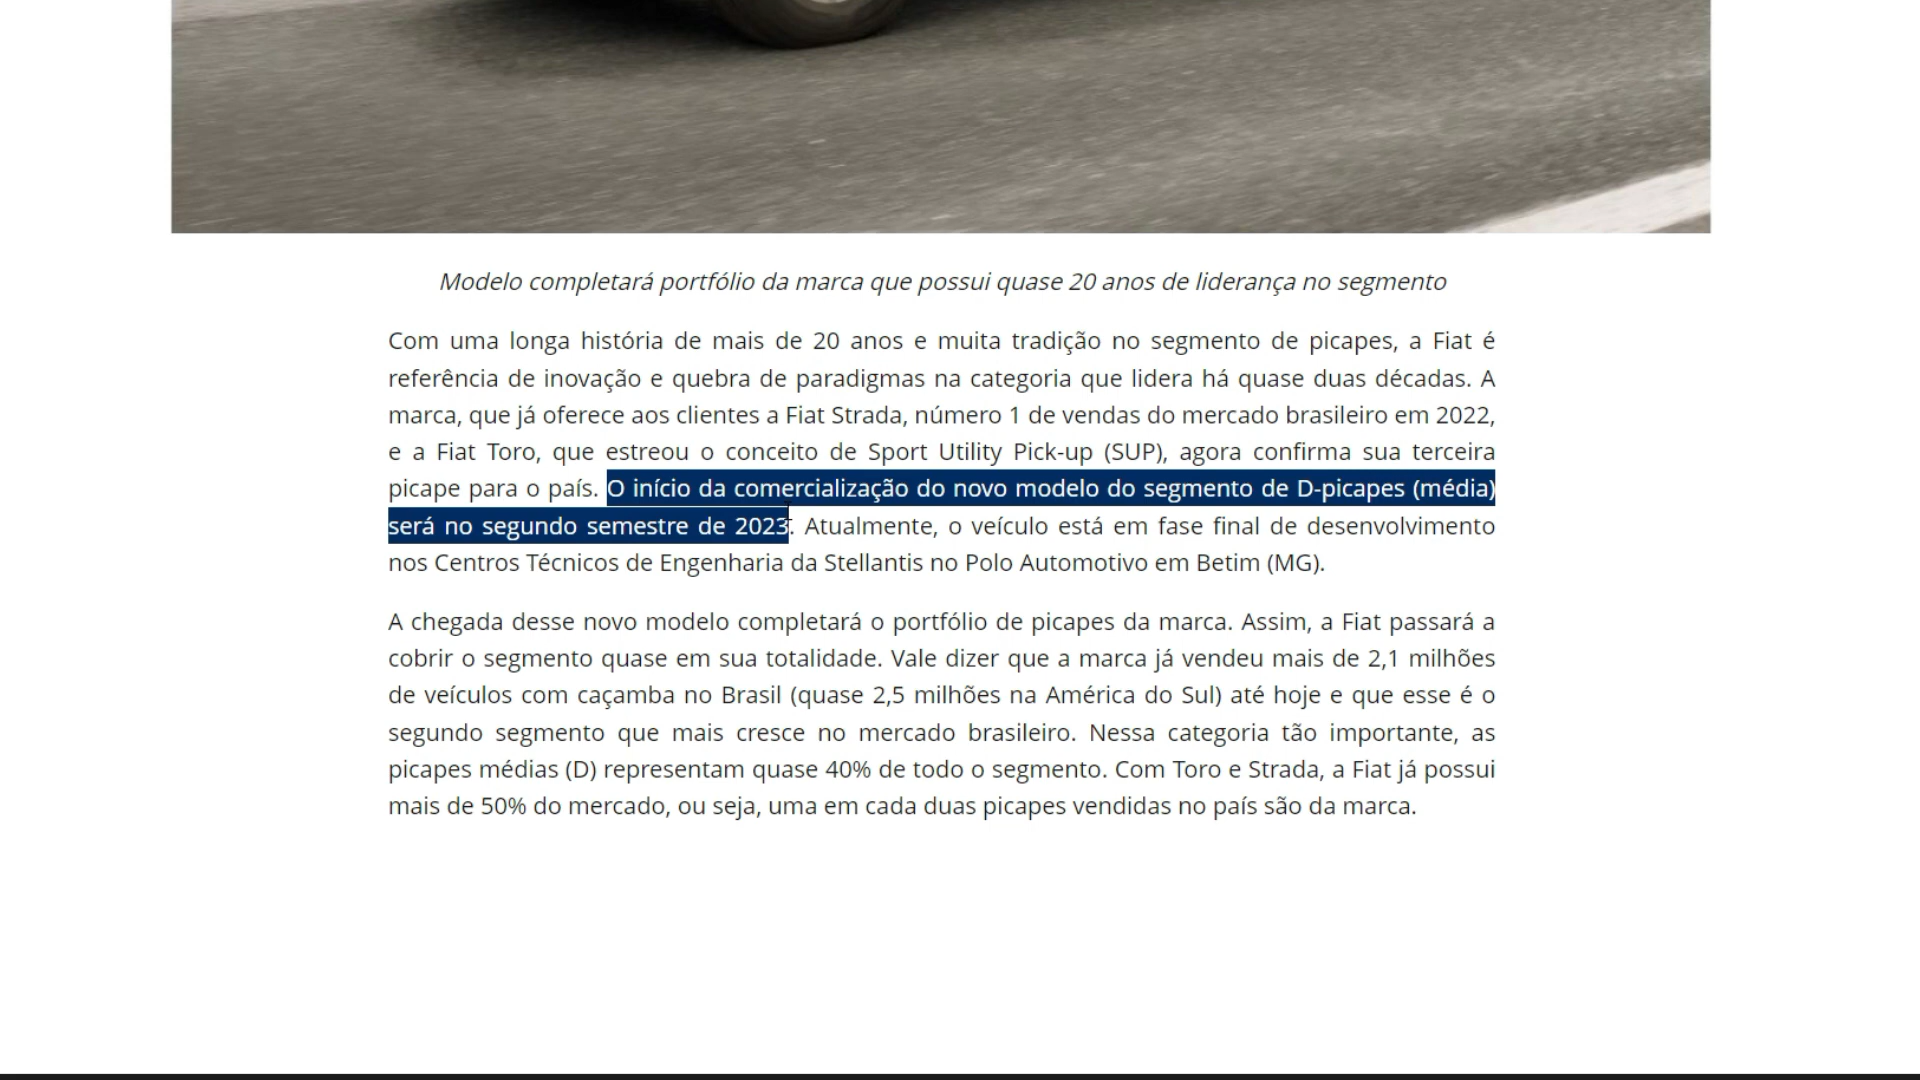 Modelo completará portfólio da marca que possui quase 20 anos de liderança no segmento
Com uma longa história de mais de 20 anos e muita tradição no segmento de picapes, a Fiat é
referência de inovação e quebra de paradigmas na categoria que lidera há quase duas décadas. A
marca, que já oferece aos clientes a Fiat Strada, número 1 de vendas do mercado brasileiro em 2022,
e a Fiat Toro, que estreou o conceito de Sport Utility Pick-up (SUP), agora confirma sua terceira
picape para o país. O início da comercialização do novo modelo do segmento de D-picapes (média)
será no segundo semestre de 2023. Atualmente, o veículo está em fase final de desenvolvimento
nos Centros Técnicos de Engenharia da Stellantis no Polo Automotivo em Betim (MG).
A chegada desse novo modelo completará o portfólio de picapes da marca. Assim, a Fiat passará a
cobrir o segmento quase em sua totalidade. Vale dizer que a marca já vendeu mais de 2,1 milhões
de veículos com caçamba no Brasil (quase 2,5 milhões na América do Sul) até hoje e que esse é o
segundo segmento que mais cresce no mercado brasileiro. Nessa categoria tão importante, as
picapes médias (D) representam quase 40% de todo o segmento. Com Toro e Strada, a Fiat já possui
mais de 50% do mercado, ou seja, uma em cada duas picapes vendidas no país são da marca.